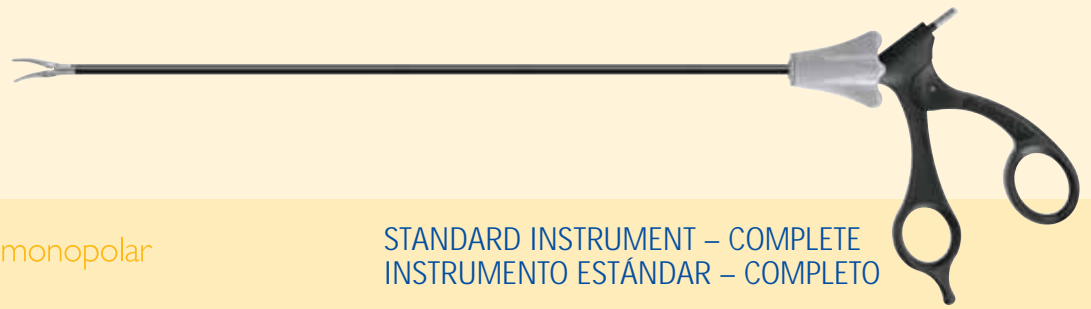 monopolar
STANDARD INSTRUMENT – COMPLETE
INSTRUMENTO ESTÁNDAR – COMPLETO